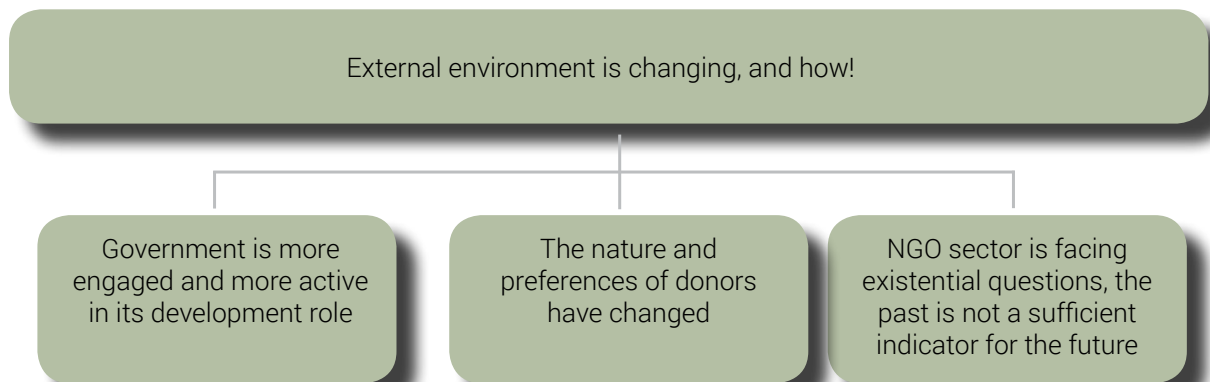 External environment is changing, and how!
Government is more
engaged and more active
in its development role
The nature and
preferences of donors
have changed
NGO sector is facing
existential questions, the
past is not a sufficient
indicator for the future